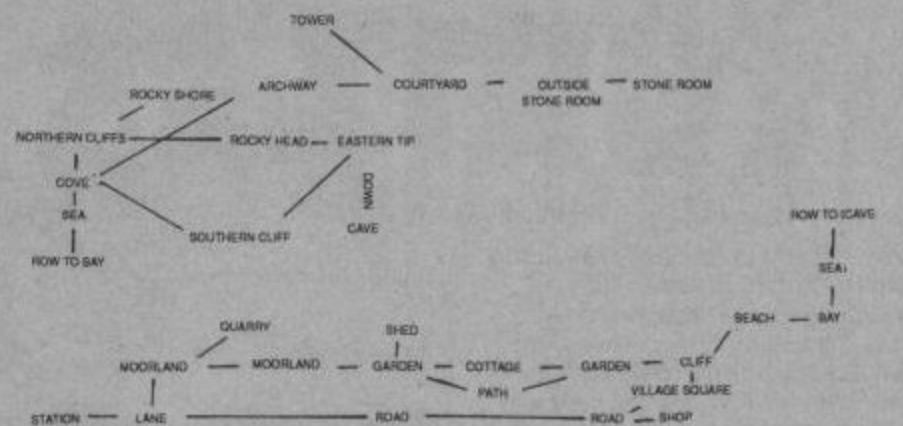 TOWER
ARCHWAY
COURTYARD
OUTSIDE
STONE ROOM
STONE ROOM
ROCKY SHORE
NORTHERN CLIFFS
ROCKY HEAD
EASTERN TIP
COVE
DOWN
SEA
CAVE
SOUTHERN CLIFF
ROW TO BAY
ROW TO CAVE
SEA
BEACH
BAY
QUARRY
SHED
MOORLAND
MOORLAND
GARDEN
COTTAGE
GARDEN
CLIFF
PATH
VILLAGE SQUARE
STATION
LANE
ROAD
ROAD
SHOP